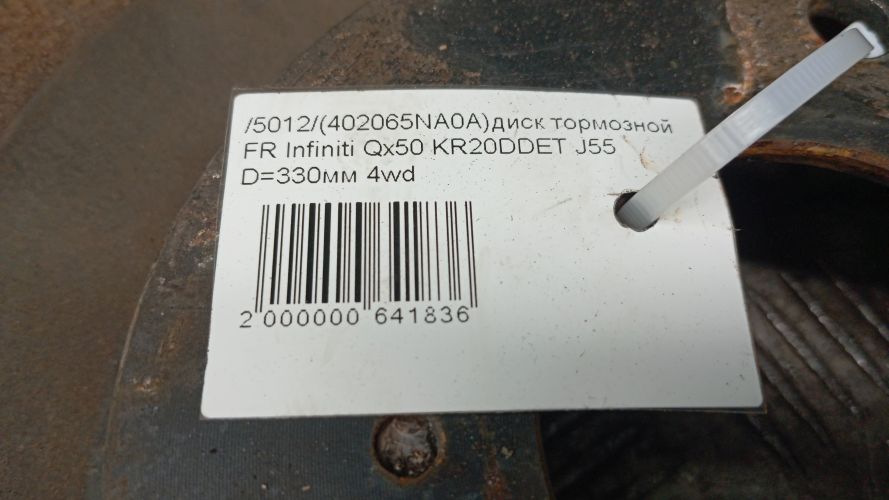 /5012/(402065NA0A)диск тормозной
FR Infiniti Qx50 KR20DDET J55
D=330мм 4wd
2 000000 641836